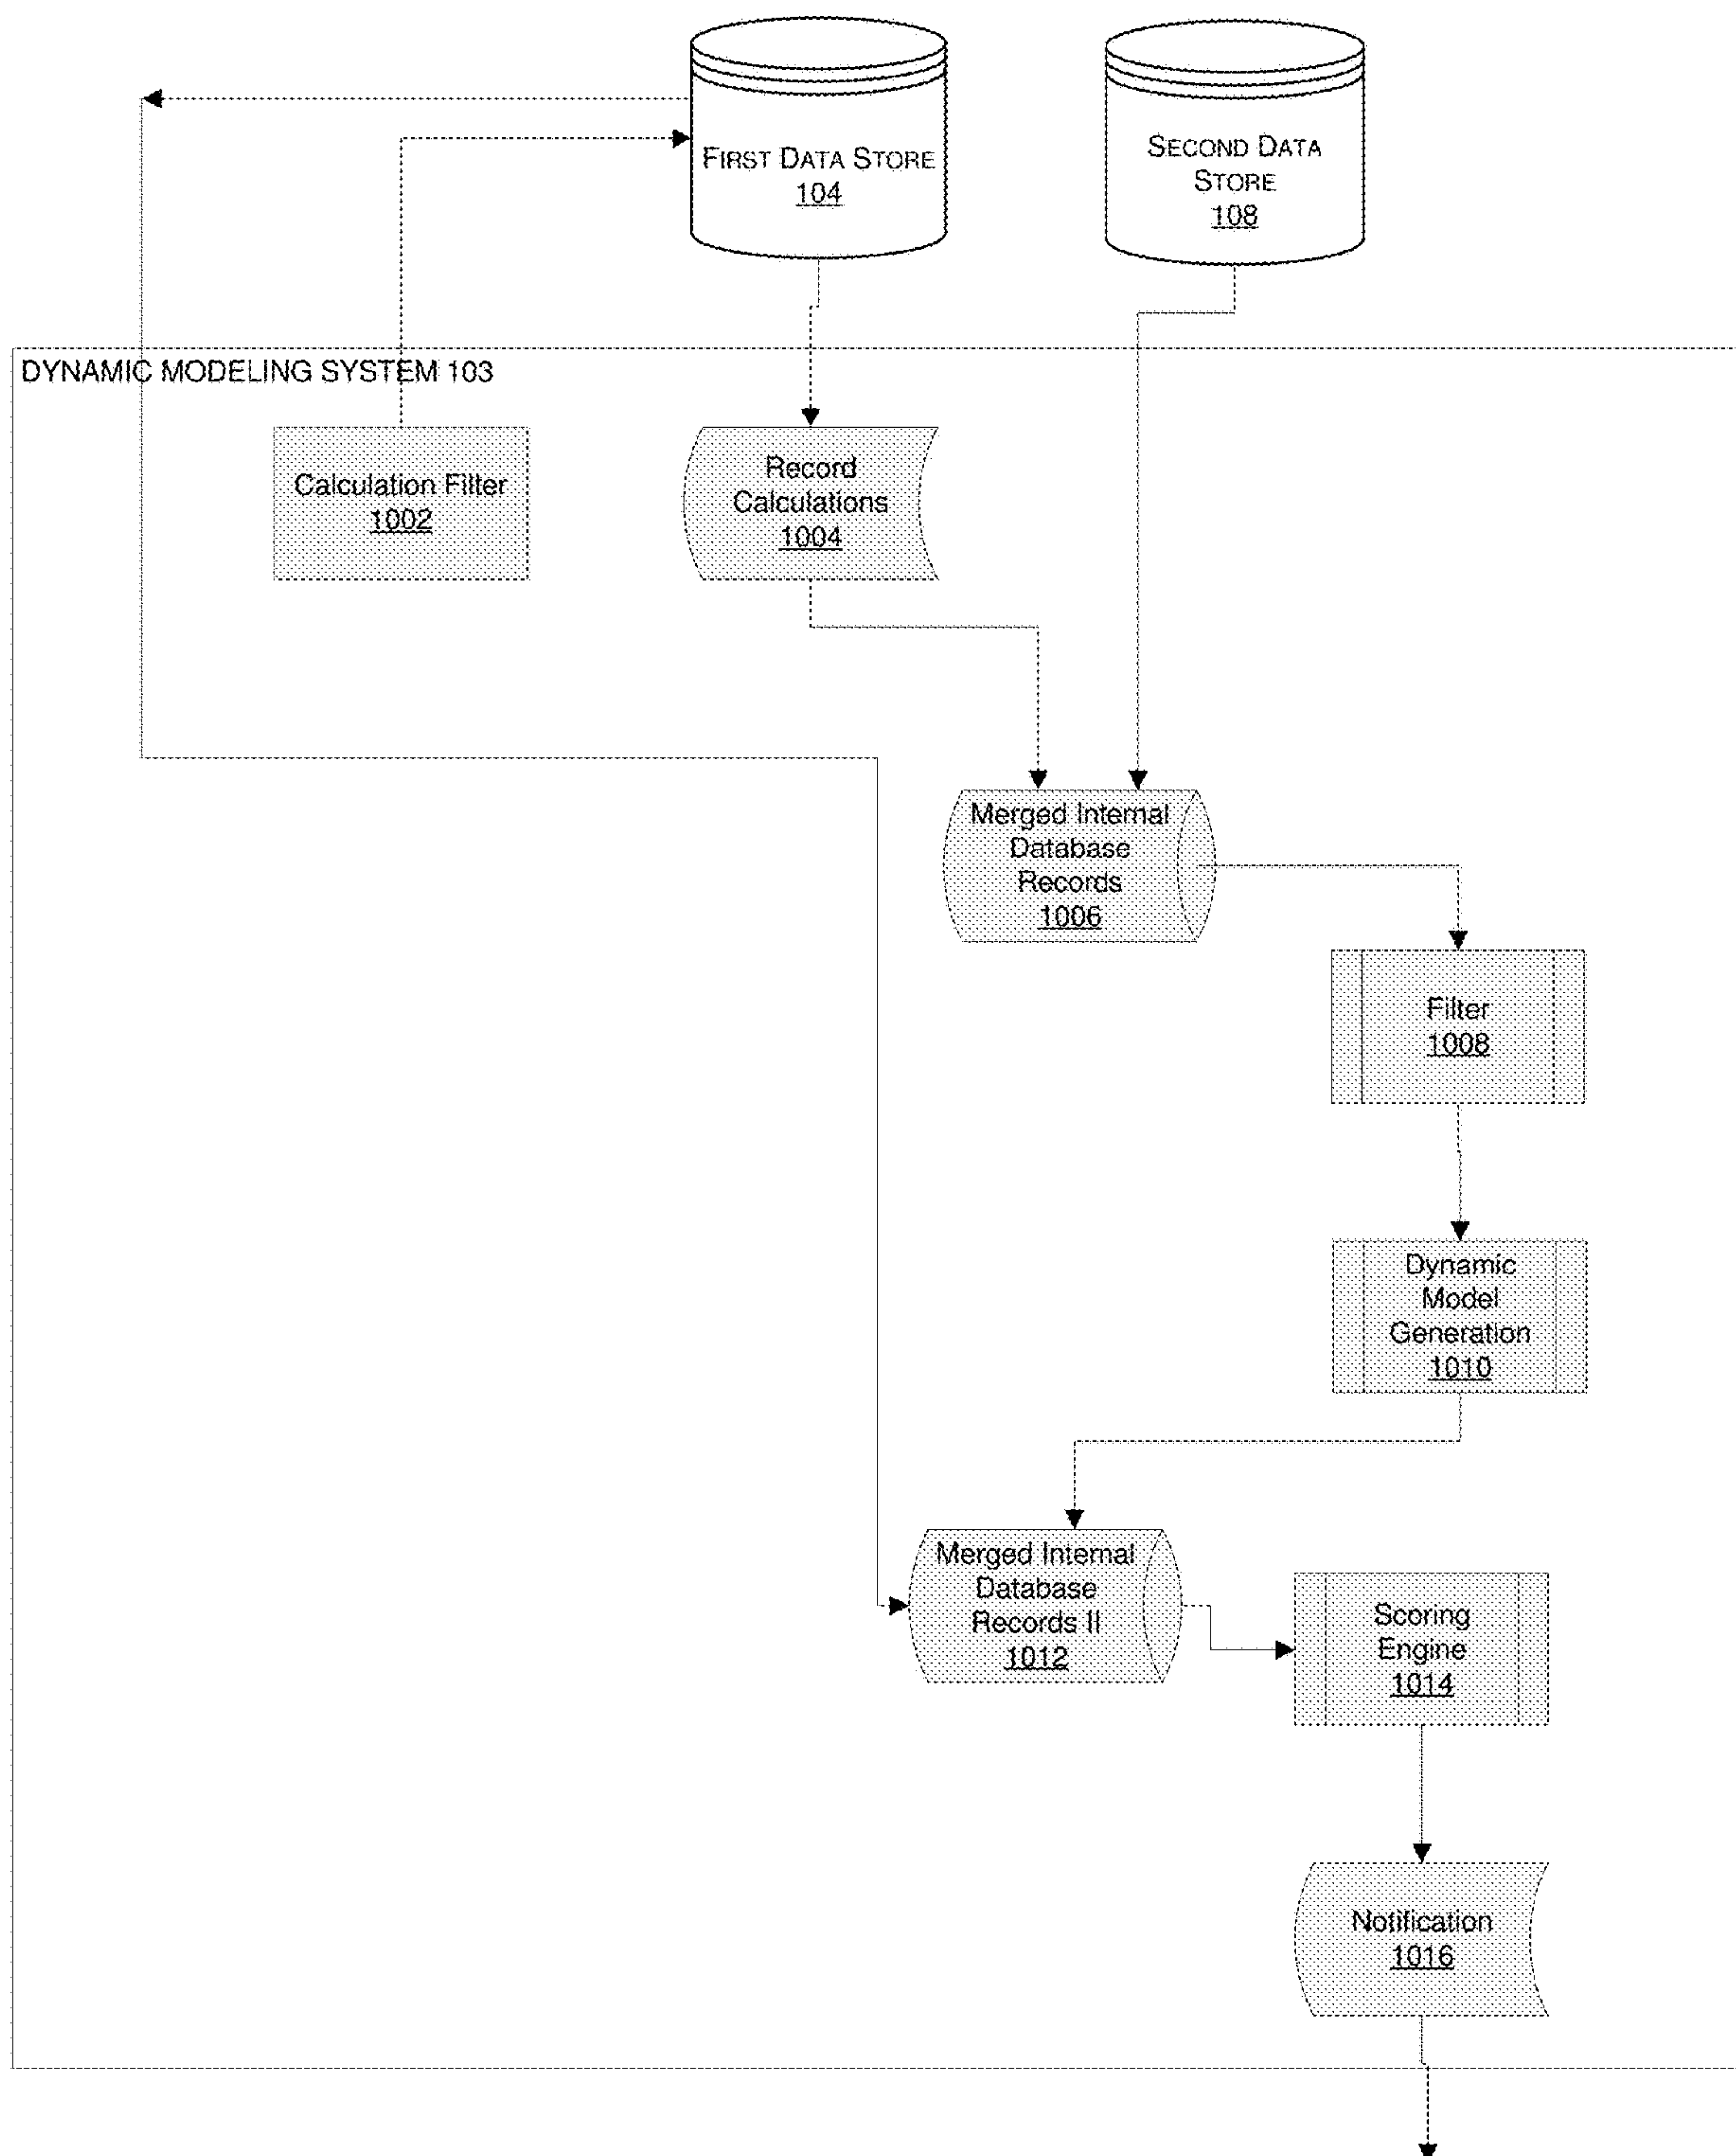 FIRST DATA STORE
104
SECOND DATA
STORE
108
DYNAMIC MODELING SYSTEM 103
Calculation Filter
1002
Record
Calculations
1004
Merged Internal
Database
Records
1006
Filter
1008
Dynamic
Model
Generation
1010
Merged Internal
Database
Records II
1012
Scoring
Engine
1014
Notification
1016